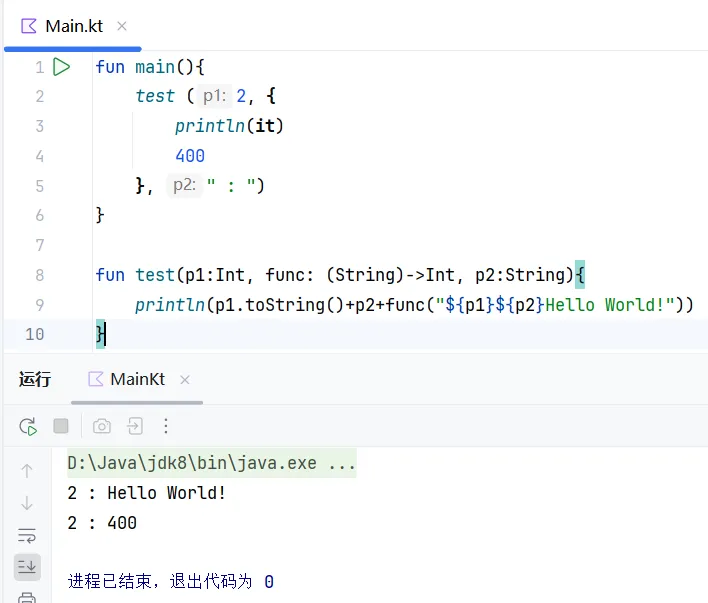 Main.kt ×
1 fun main(){
2 test ( p1: 2, {
3 println(it)
4 400
5 }, p2: " : ")
6 }
7
8 fun test(p1:Int, func: (String)->Int, p2:String){
9 println(p1.toString()+p2+func("${p1}${p2}Hello World!"))
10 }
运行 MainKt ×
D:\Java\jdk8\bin\java.exe ...
2 : Hello World!
2 : 400
进程已结束，退出代码为 0